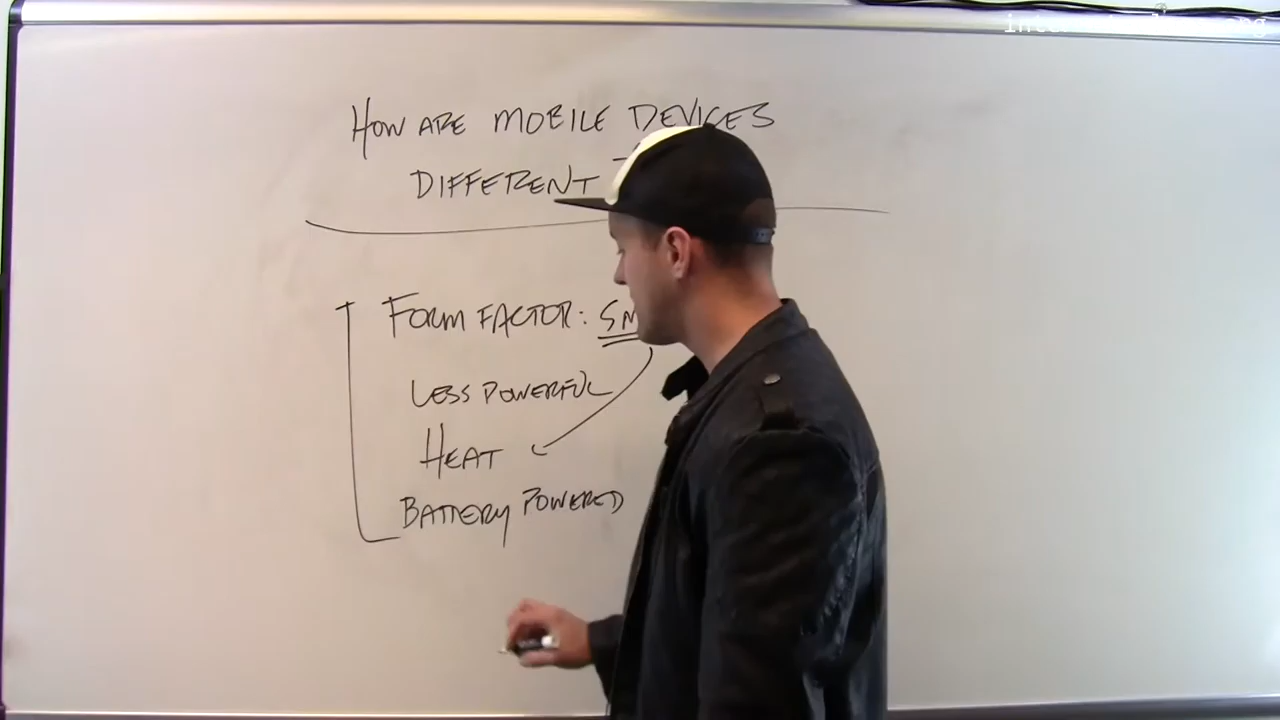 HOW ARE MOBILE DEVICES
DIFFERENT
FORM FACTOR:
LESS POWERFUL
HEAT
BATTERY POWERED